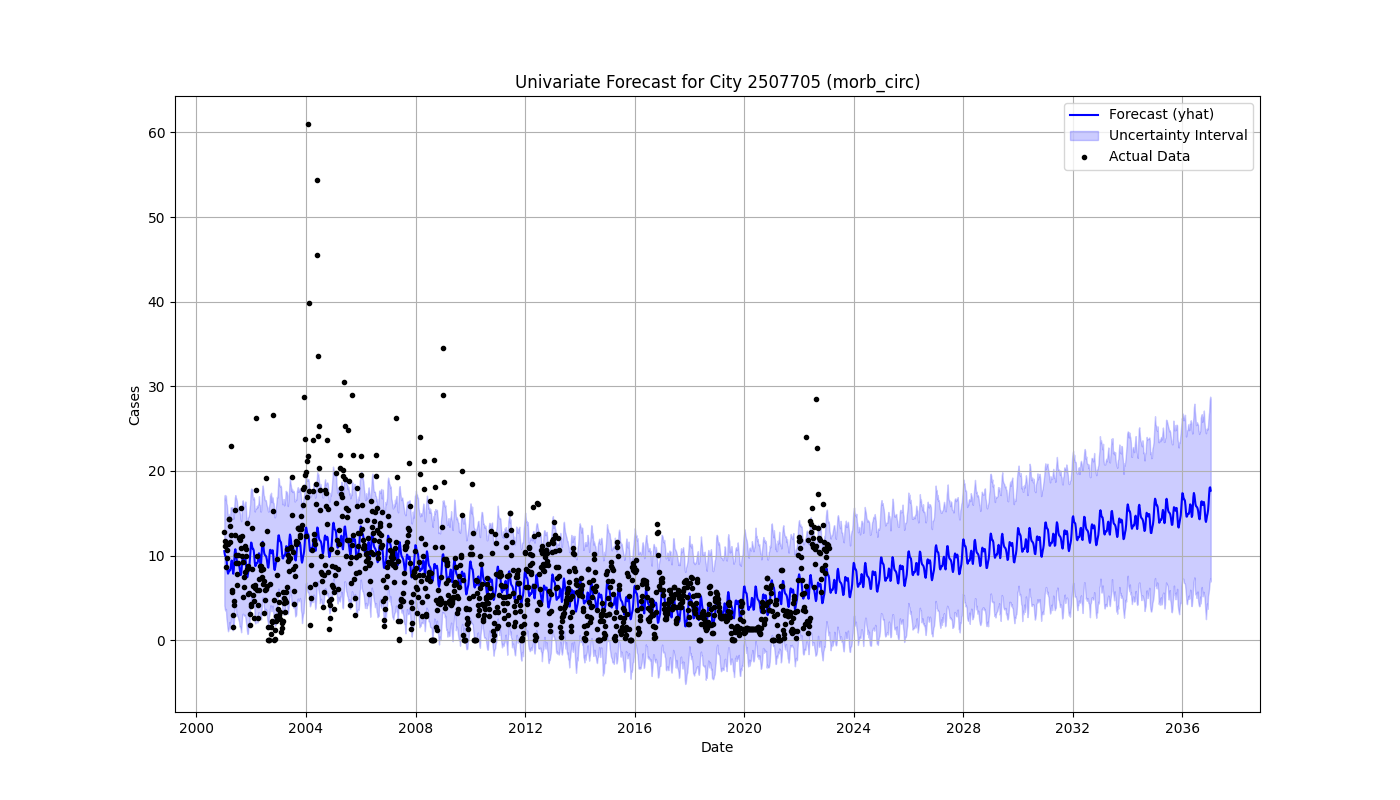 Univariate Forecast for City 2507705 (morb_circ)
Forecast (yhat)
Uncertainty Interval
Actual Data
Cases
60
50
40
30
20
10
0
2000 2004 2008 2012 2016 2020 2024 2028 2032 2036
Date